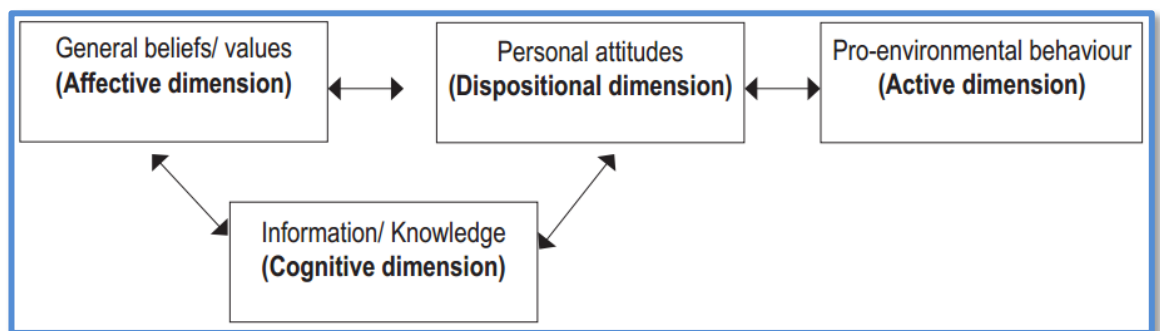 General beliefs/ values
(Affective dimension)
Personal attitudes
(Dispositional dimension)
Pro-environmental behaviour
(Active dimension)
Information/ Knowledge
(Cognitive dimension)